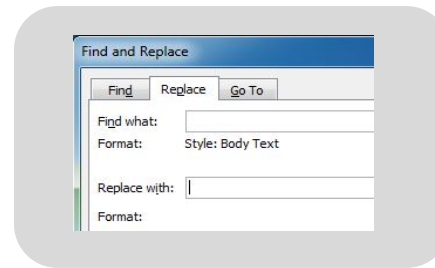 Find and Replace
Find Replace Go To
Find what:
Format: Style: Body Text
Replace with:
Format: